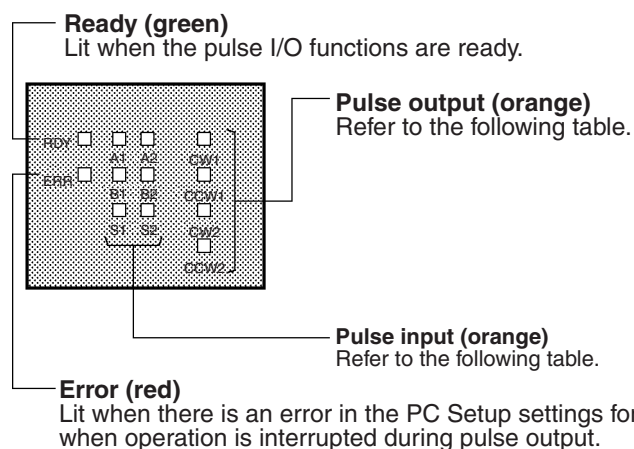 Ready (green)
Lit when the pulse I/O functions are ready.
Pulse output (orange)
Refer to the following table.
RDY
A1 A2
CW1
ERR
B1 B2
CCW1
S1 S2
CW2
CCW2
Pulse input (orange)
Refer to the following table.
Error (red)
Lit when there is an error in the PC Setup settings for
when operation is interrupted during pulse output.